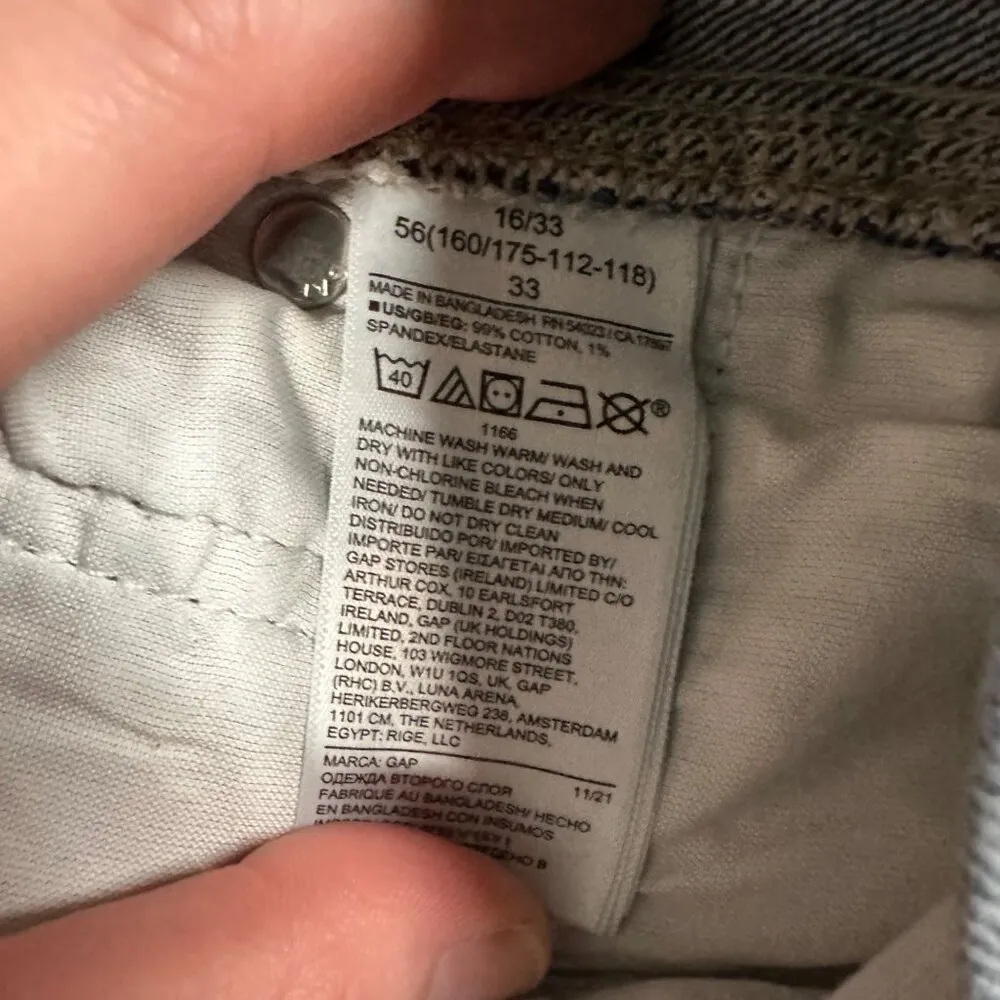 16/33
56(160/175-112-118)
33
MADE IN BANGLADESH RN 54023 / CA 17897
US/GB/EG: 99% COTTON, 1%
SPANDEX/ELASTANE
40
®
1166
MACHINE WASH WARM/ WASH AND
DRY WITH LIKE COLORS/ ONLY
NON-CHLORINE BLEACH WHEN
NEEDED/ TUMBLE DRY MEDIUM/ COOL
IRON/ DO NOT DRY CLEAN
DISTRIBUIDO POR/ IMPORTED BY/
IMPORTE PAR/ ΕΙΣΑΓΕΤΑΙ ΑΠΟ ΤΗΝ:
GAP STORES (IRELAND) LIMITED C/O
ARTHUR COX, 10 EARLSFORT
TERRACE, DUBLIN 2, D02 T380,
IRELAND, GAP (UK HOLDINGS)
LIMITED, 2ND FLOOR NATIONS
HOUSE, 103 WIGMORE STREET,
LONDON, W1U 1QS, UK, GAP
(RHC) B.V., LUNA ARENA,
HERIKERBERGWEG 238, AMSTERDAM
1101 CM, THE NETHERLANDS,
EGYPT: RIGE, LLC
MARCA: GAP
ОДЕЖДА ВТОРОГО СЛОЯ 11/21
FABRIQUE AU BANGLADESH/ HECHO
EN BANGLADESH CON INSUMOS